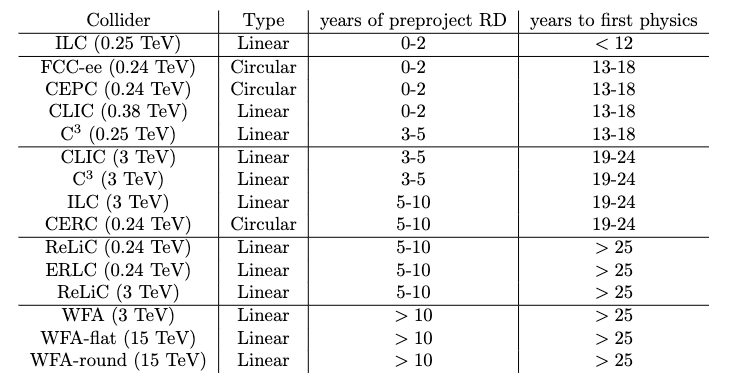 Collider Type years of preproject RD years to first physics
ILC (0.25 TeV) Linear 0-2 < 12
FCC-ee (0.24 TeV) Circular 0-2 13-18
CEPC (0.24 TeV) Circular 0-2 13-18
CLIC (0.38 TeV) Linear 0-2 13-18
C³ (0.25 TeV) Linear 3-5 13-18
CLIC (3 TeV) Linear 3-5 19-24
C³ (3 TeV) Linear 3-5 19-24
ILC (3 TeV) Linear 5-10 19-24
CERC (0.24 TeV) Circular 5-10 19-24
ReLiC (0.24 TeV) Linear 5-10 > 25
ERLC (0.24 TeV) Linear 5-10 > 25
ReLiC (3 TeV) Linear 5-10 > 25
WFA (3 TeV) Linear > 10 > 25
WFA-flat (15 TeV) Linear > 10 > 25
WFA-round (15 TeV) Linear > 10 > 25